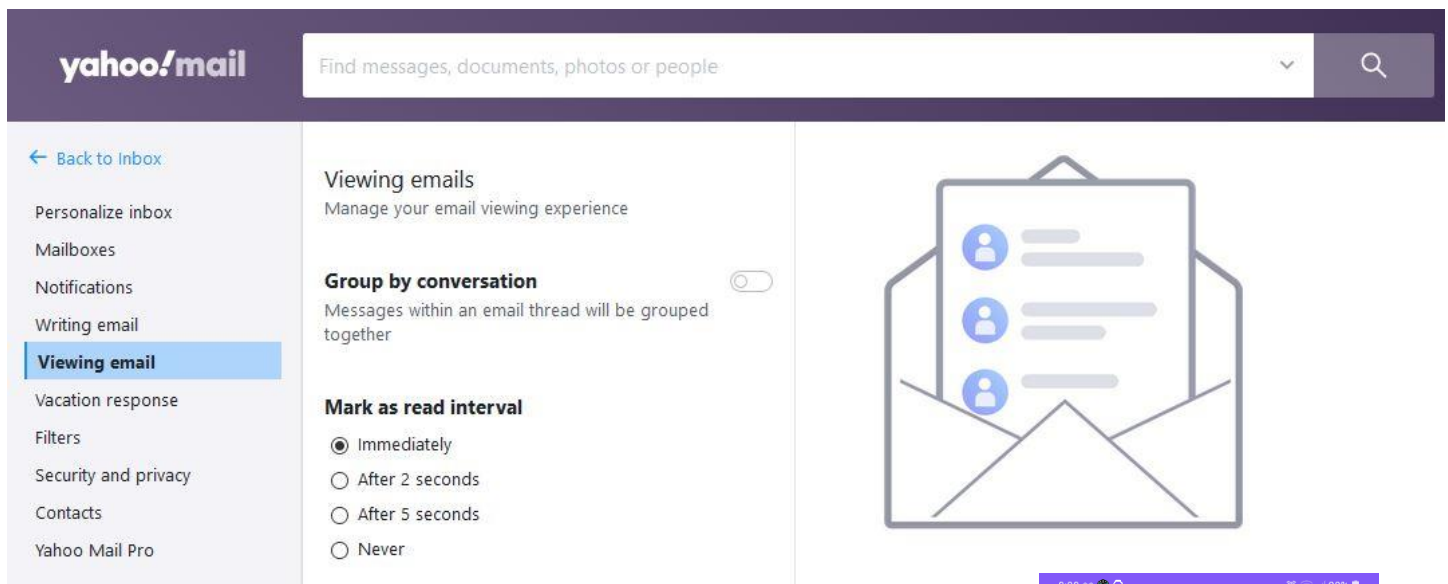 yahoo!mail
Find messages, documents, photos or people
← Back to Inbox
Personalize inbox
Mailboxes
Notifications
Writing email
Viewing email
Vacation response
Filters
Security and privacy
Contacts
Yahoo Mail Pro
Viewing emails
Manage your email viewing experience
Group by conversation
Messages within an email thread will be grouped
together
Mark as read interval
Immediately
After 2 seconds
After 5 seconds
Never